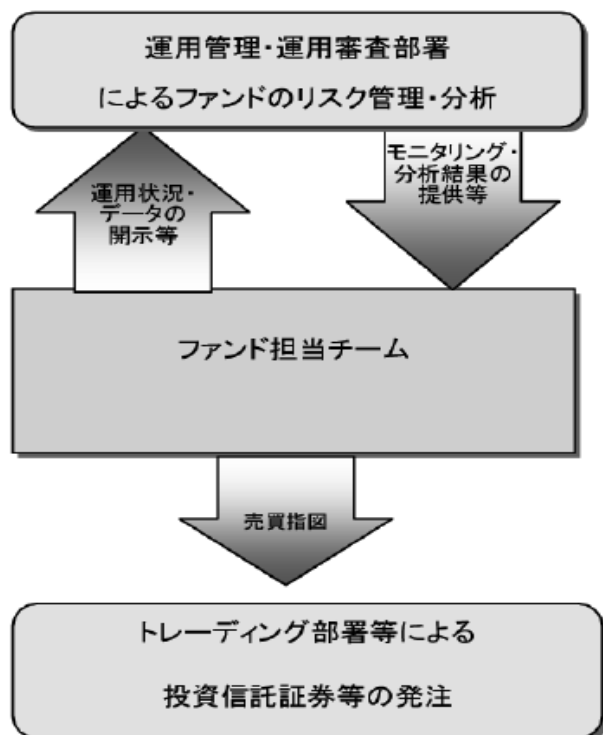 運用管理・運用審査部署
によるファンドのリスク管理・分析
運用状況・
データの
開示等
モニタリング・
分析結果の
提供等
ファンド担当チーム
売買指図
トレーディング部署等による
投資信託証券等の発注